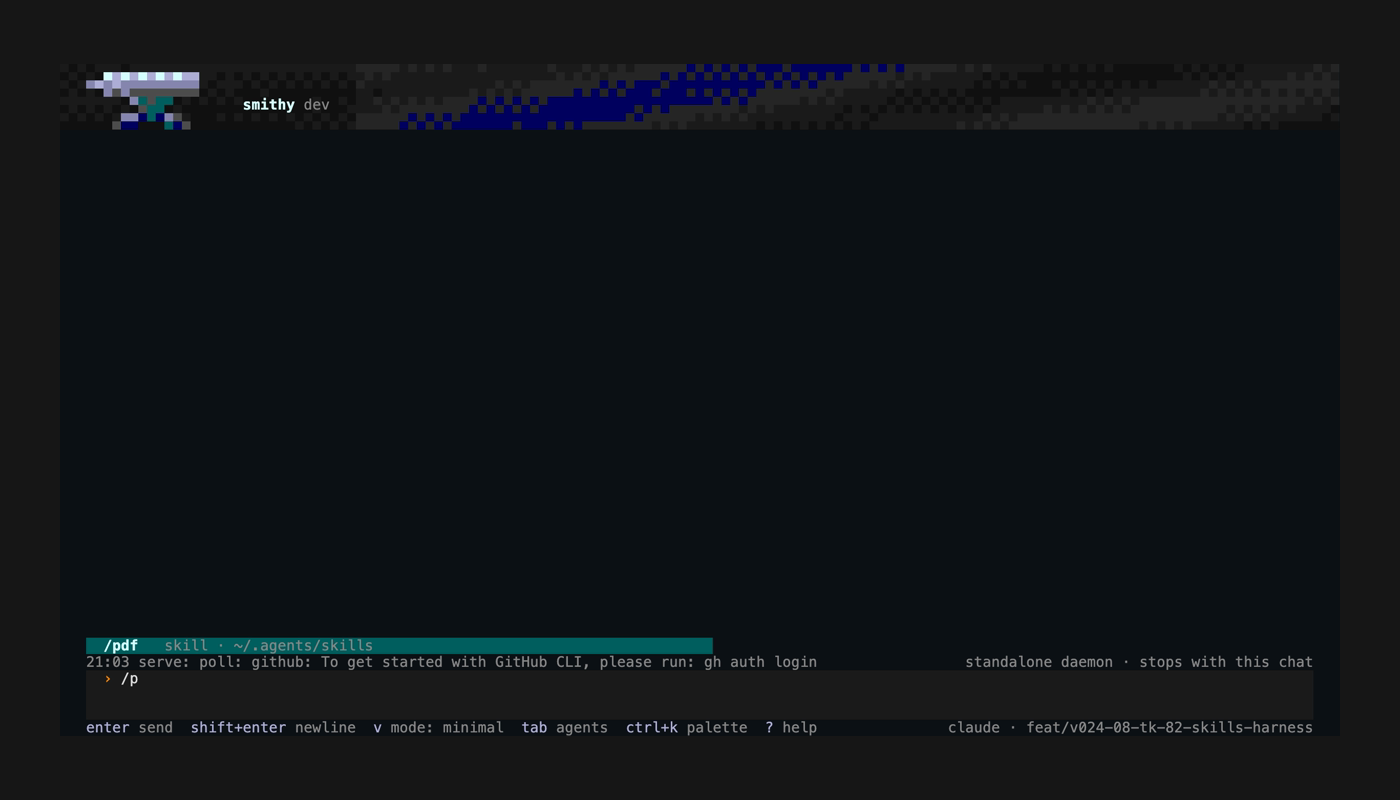 smithy dev
/pdf skill · ~/.agents/skills
21:03 serve: poll: github: To get started with GitHub CLI, please run: gh auth login standalone daemon · stops with this chat
› /p
enter send shift+enter newline v mode: minimal tab agents ctrl+k palette ? help claude · feat/v024-08-tk-82-skills-harness